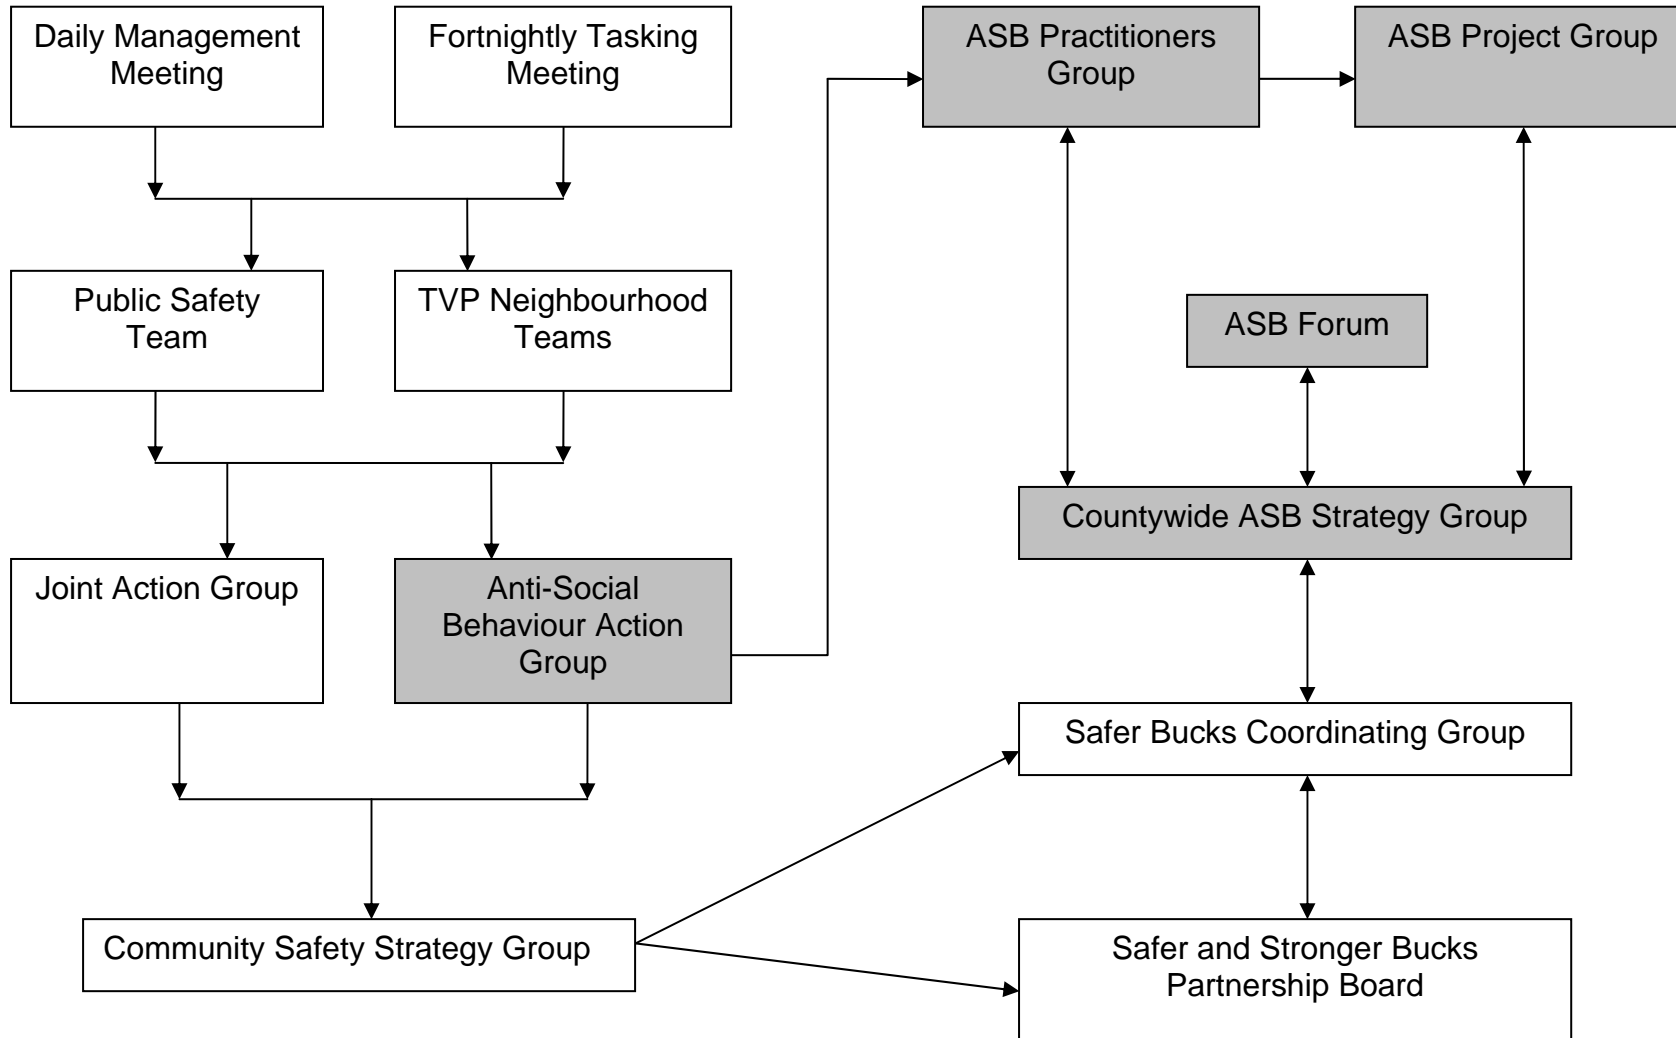 Daily Management
Meeting
Fortnightly Tasking
Meeting
ASB Practitioners
Group
ASB Project Group
Public Safety
Team
TVP Neighbourhood
Teams
ASB Forum
Countywide ASB Strategy Group
Joint Action Group
Anti-Social
Behaviour Action
Group
Safer Bucks Coordinating Group
Community Safety Strategy Group
Safer and Stronger Bucks
Partnership Board